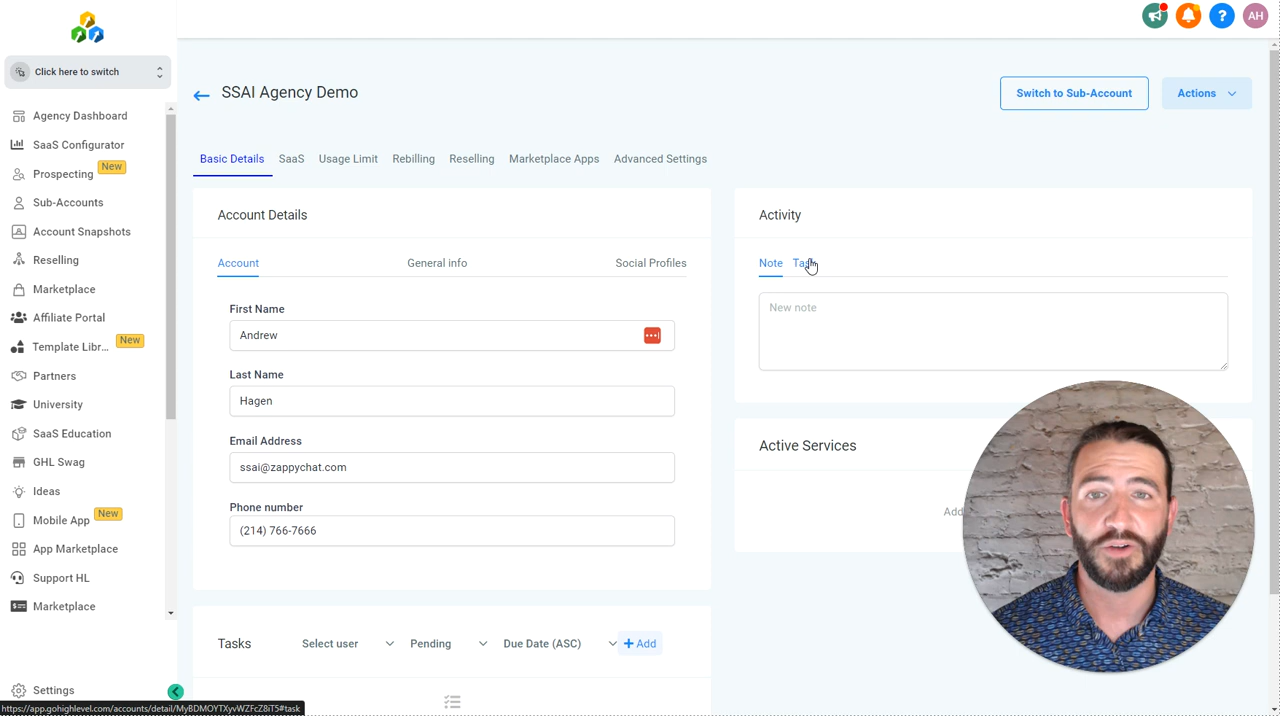 AH
Click here to switch
Agency Dashboard
SaaS Configurator
Prospecting New
Sub-Accounts
Account Snapshots
Reselling
Marketplace
Affiliate Portal
Template Libr... New
Partners
University
SaaS Education
GHL Swag
Ideas
Mobile App New
App Marketplace
Support HL
Marketplace
Settings
https://app.gohighlevel.com/accounts/detail/MyBDMOYTXyvWZFcZ8iT5#task
SSAI Agency Demo
Switch to Sub-Account
Actions
Basic Details SaaS Usage Limit Rebilling Reselling Marketplace Apps Advanced Settings
Account Details
Account General info Social Profiles
First Name
Andrew
Last Name
Hagen
Email Address
ssai@zappychat.com
Phone number
(214) 766-7666
Tasks Select user Pending Due Date (ASC) + Add
Activity
Note
New note
Active Services
Add